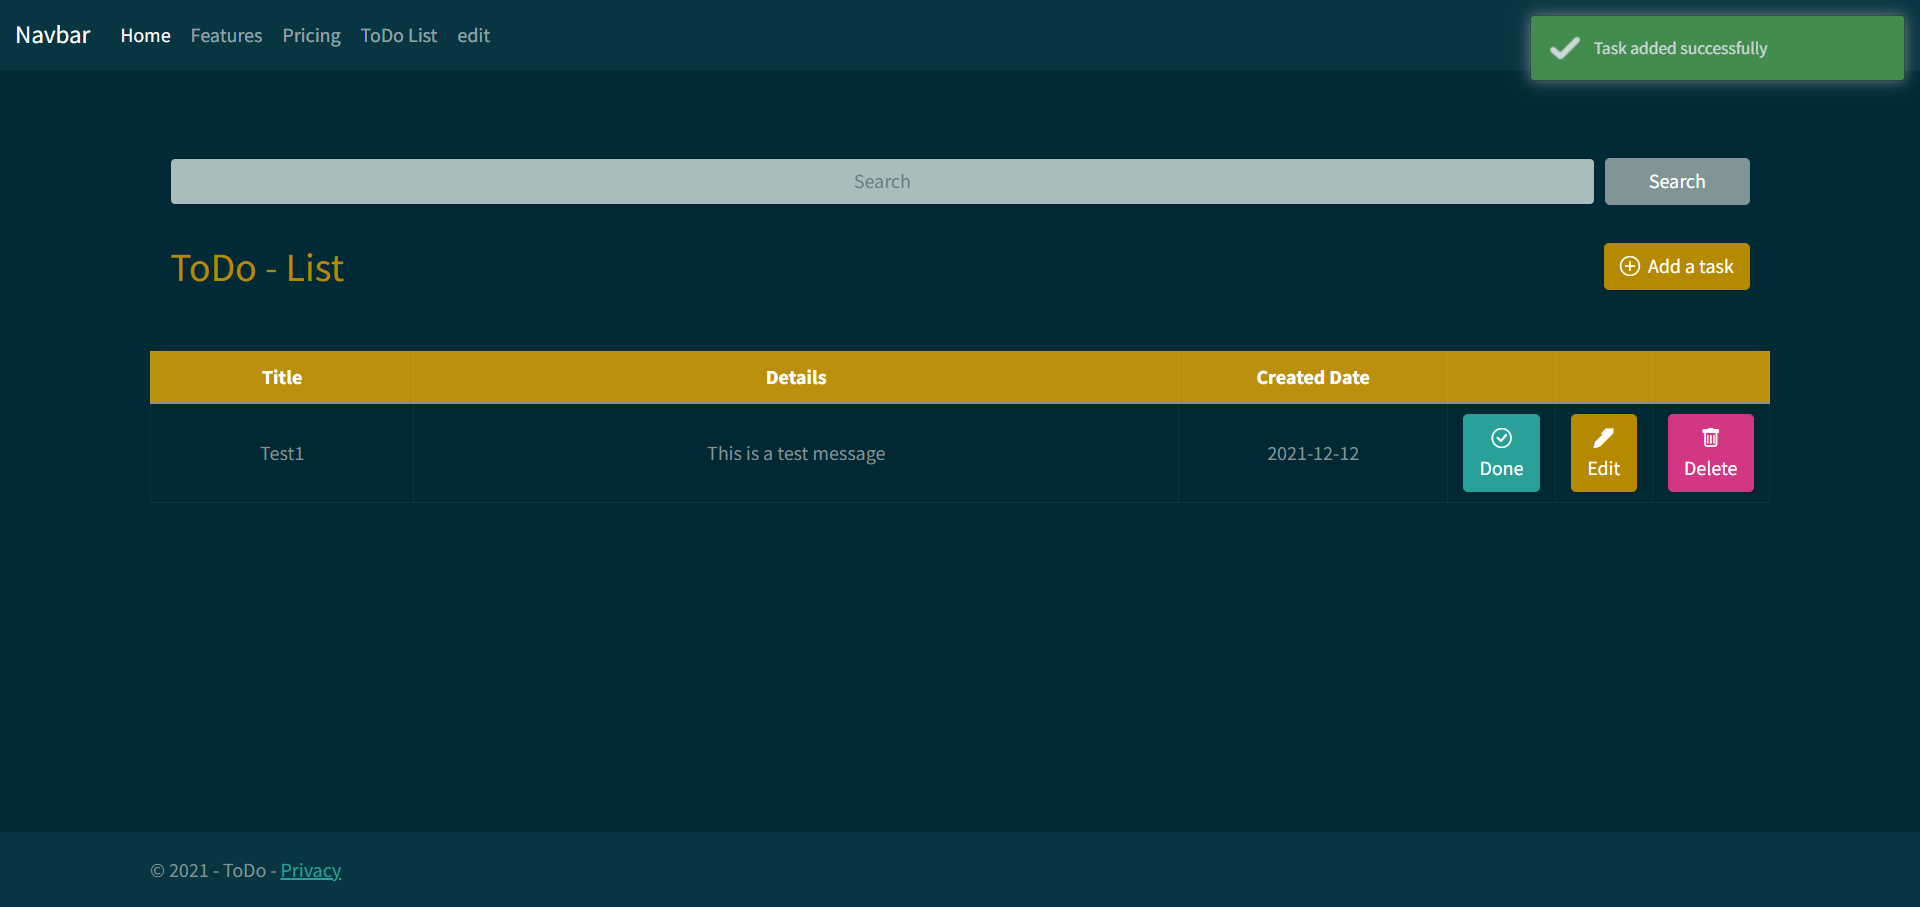 Navbar Home Features Pricing ToDo List edit
Task added successfully
Search Search
ToDo - List Add a task
Title Details Created Date
Test1 This is a test message 2021-12-12 Done Edit Delete
© 2021 - ToDo - Privacy